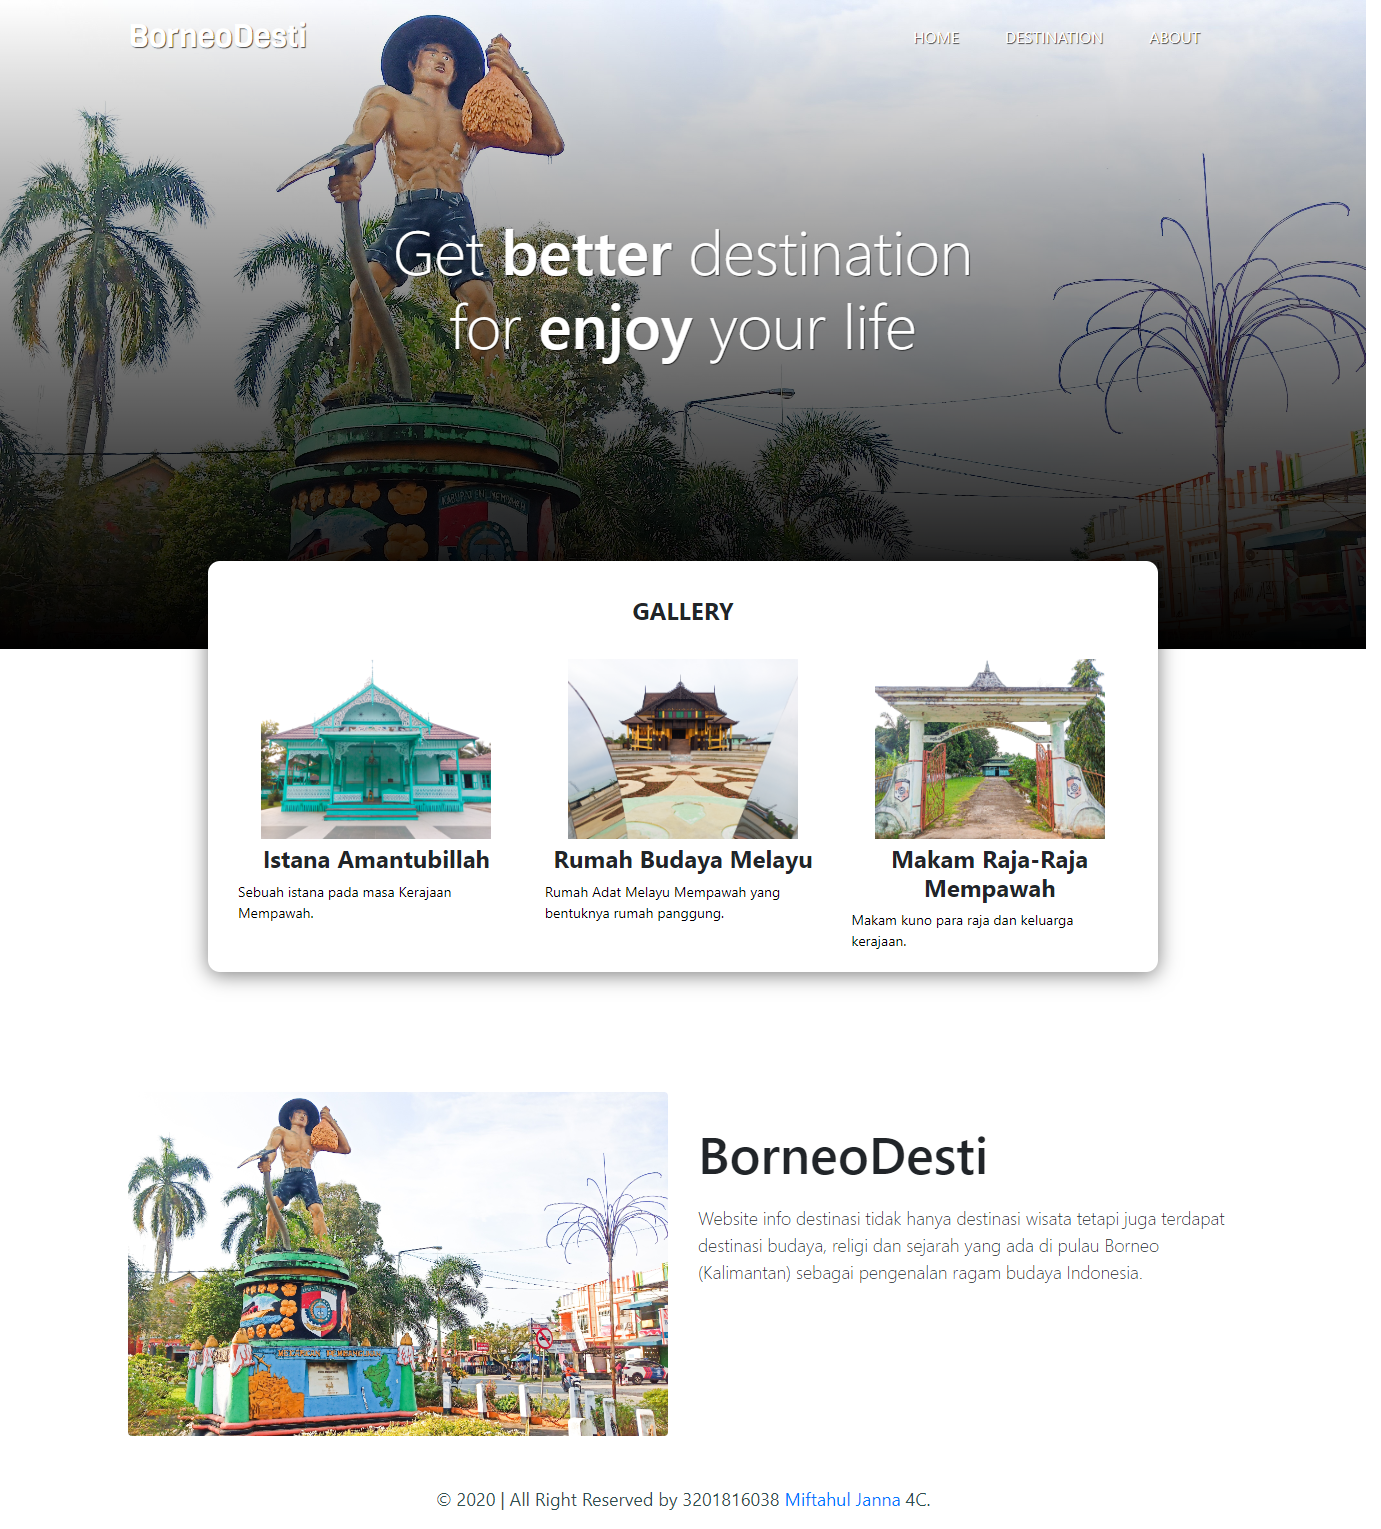 BorneoDesti
HOME DESTINATION ABOUT
Get better destination
for enjoy your life
GALLERY
Istana Amantubillah
Sebuah istana pada masa Kerajaan
Mempawah.
Rumah Budaya Melayu
Rumah Adat Melayu Mempawah yang
bentuknya rumah panggung.
Makam Raja-Raja
Mempawah
Makam kuno para raja dan keluarga
kerajaan.
BorneoDesti
Website info destinasi tidak hanya destinasi wisata tetapi juga terdapat
destinasi budaya, religi dan sejarah yang ada di pulau Borneo
(Kalimantan) sebagai pengenalan ragam budaya Indonesia.
© 2020 | All Right Reserved by 3201816038 Miftahul Janna 4C.